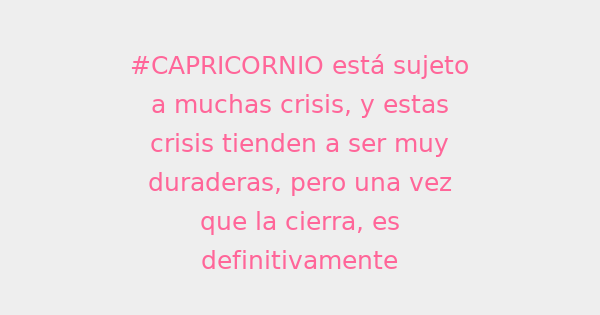 #CAPRICORNIO está sujeto
a muchas crisis, y estas
crisis tienden a ser muy
duraderas, pero una vez
que la cierra, es
definitivamente